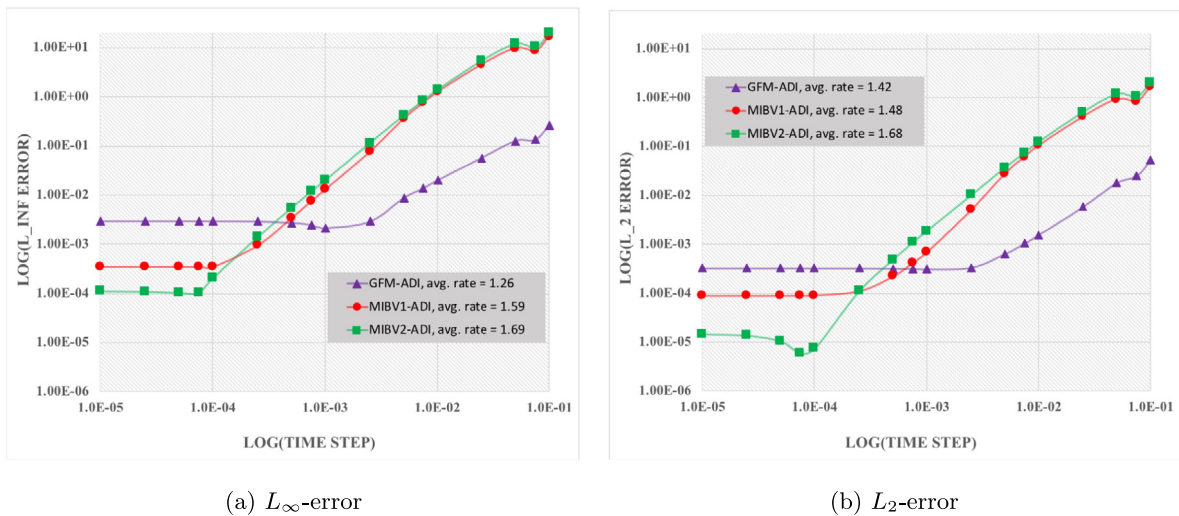 LOG(L_INF ERROR)
1.00E+01
1.00E+00
1.00E-01
1.00E-02
1.00E-03
1.00E-04
1.00E-05
1.00E-06
GFM-ADI, avg. rate = 1.26
MIBV1-ADI, avg. rate = 1.59
MIBV2-ADI, avg. rate = 1.69
1.0E-05 1.0E-04 1.0E-03 1.0E-02 1.0E-01
LOG(TIME STEP)
(a) L∞-error
LOG(L_2 ERROR)
1.00E+01
1.00E+00
1.00E-01
1.00E-02
1.00E-03
1.00E-04
1.00E-05
1.00E-06
GFM-ADI, avg. rate = 1.42
MIBV1-ADI, avg. rate = 1.48
MIBV2-ADI, avg. rate = 1.68
1.0E-05 1.0E-04 1.0E-03 1.0E-02 1.0E-01
LOG(TIME STEP)
(b) L2-error